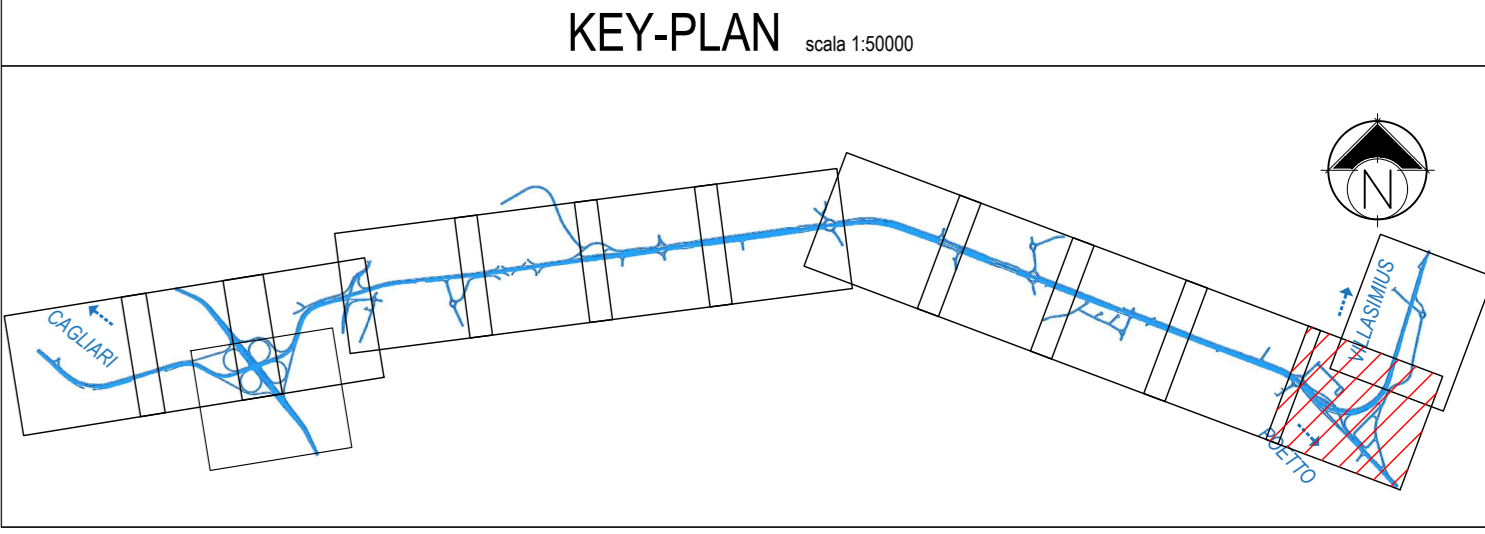 KEY-PLAN scala 1:50000
N
CAGLIARI
VILLASIMIUS
POETTO